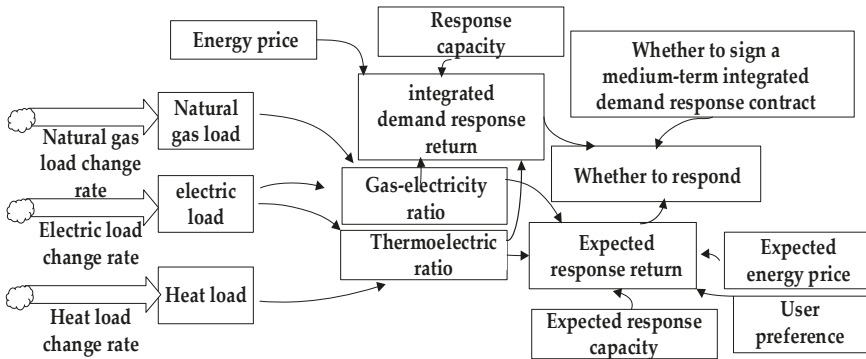 Energy price
Response
capacity
Whether to sign a
medium-term integrated
demand response contract
integrated
demand response
return
Natural
gas load
Natural gas
load change
rate
Whether to respond
Gas-electricity
ratio
electric
load
Electric load
change rate
Thermoelectric
ratio
Expected
response return
Expected
energy price
Heat load
Heat load
change rate
Expected response
capacity
User
preference